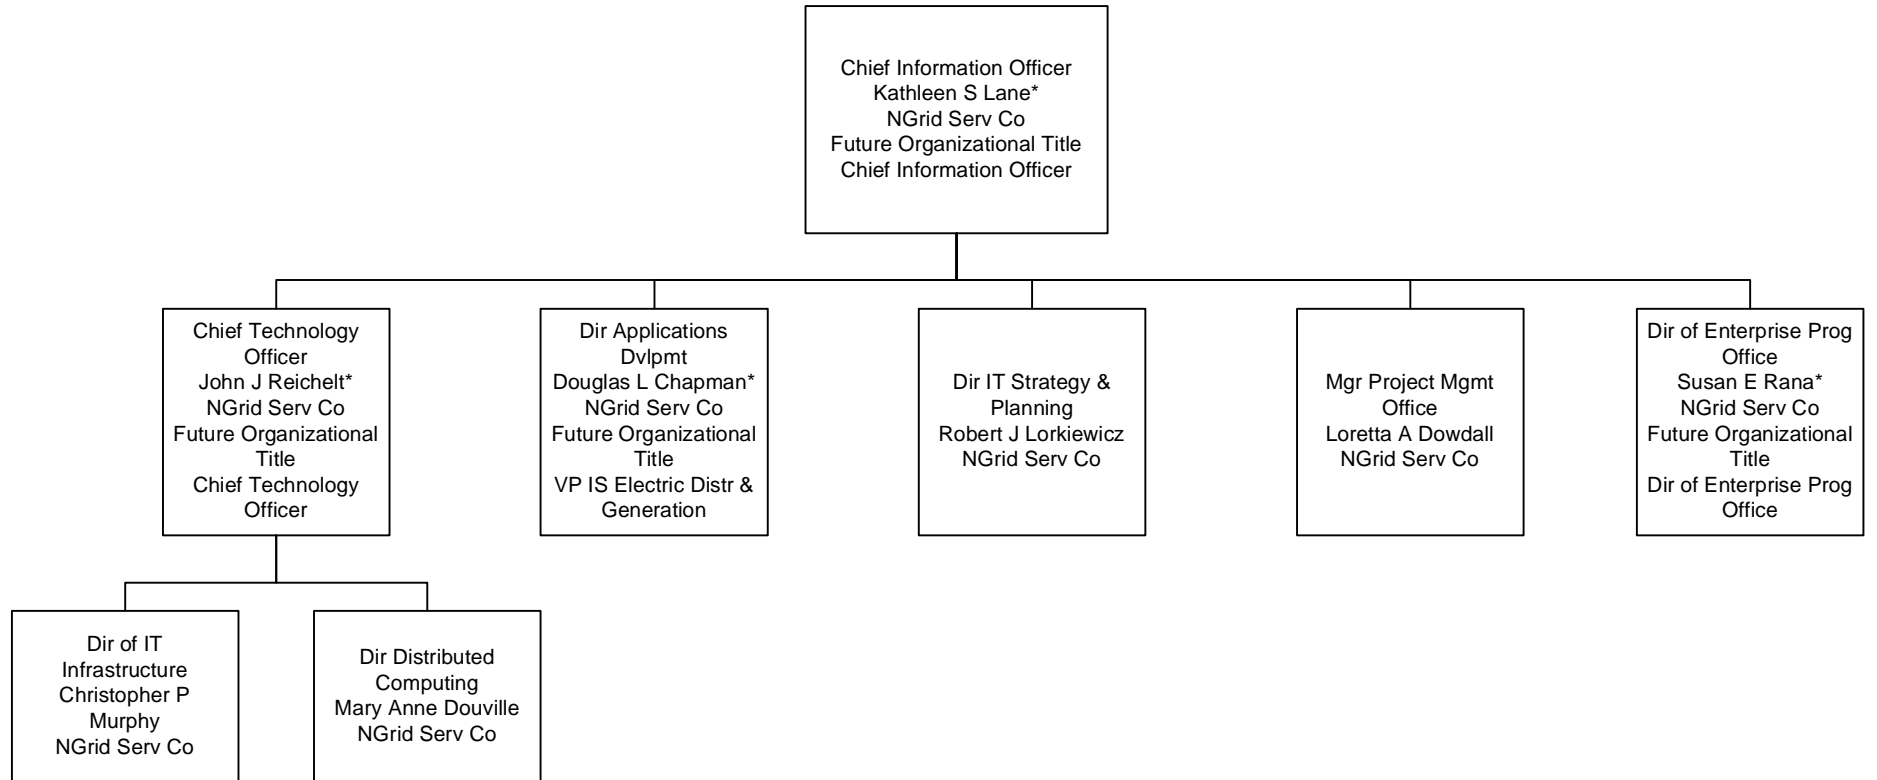 Chief Information Officer
Kathleen S Lane*
NGrid Serv Co
Future Organizational Title
Chief Information Officer
Chief Technology
Officer
John J Reichelt*
NGrid Serv Co
Future Organizational
Title
Chief Technology
Officer
Dir Applications
Dvlpmt
Douglas L Chapman*
NGrid Serv Co
Future Organizational
Title
VP IS Electric Distr &
Generation
Dir IT Strategy &
Planning
Robert J Lorkiewicz
NGrid Serv Co
Mgr Project Mgmt
Office
Loretta A Dowdall
NGrid Serv Co
Dir of Enterprise Prog
Office
Susan E Rana*
NGrid Serv Co
Future Organizational
Title
Dir of Enterprise Prog
Office
Dir of IT
Infrastructure
Christopher P
Murphy
NGrid Serv Co
Dir Distributed
Computing
Mary Anne Douville
NGrid Serv Co